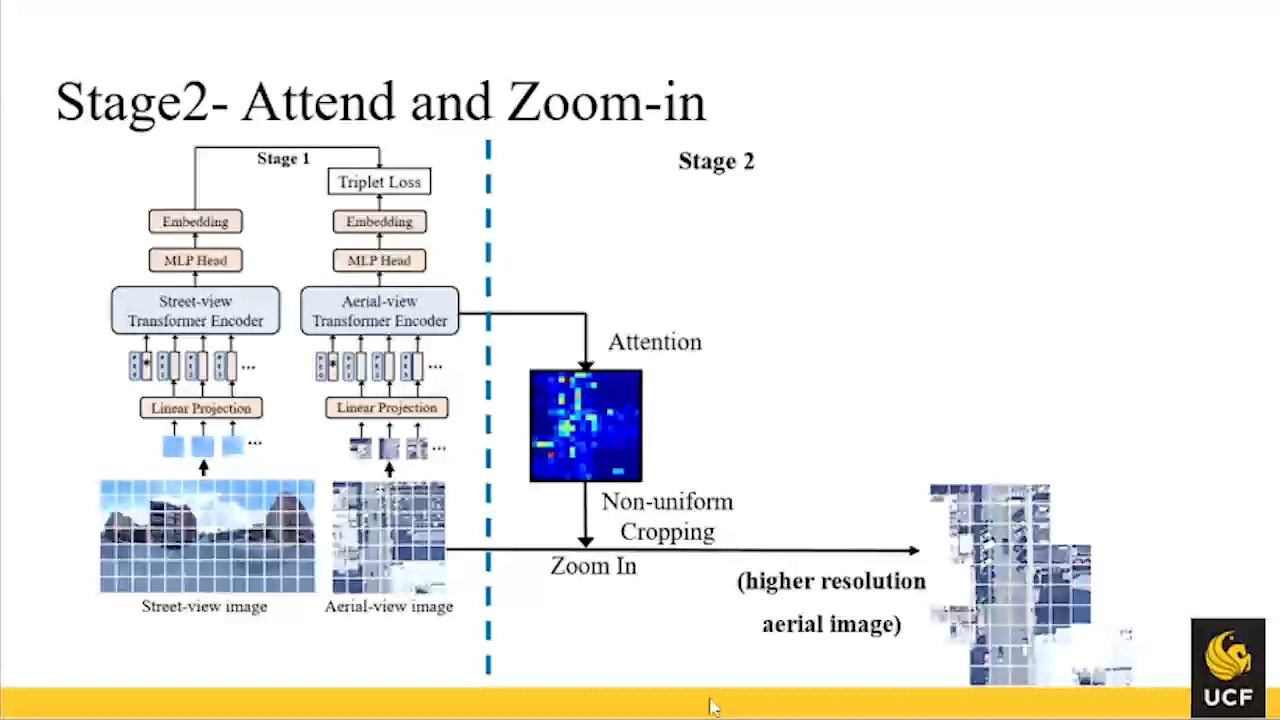 Stage2- Attend and Zoom-in
Stage 1
Stage 2
Triplet Loss
Embedding
Embedding
MLP Head
MLP Head
Street-view
Transformer Encoder
Aerial-view
Transformer Encoder
Attention
...
...
Linear Projection
Linear Projection
...
...
Non-uniform
Cropping
Zoom In
(higher resolution
aerial image)
Street-view image
Aerial-view image
UCF